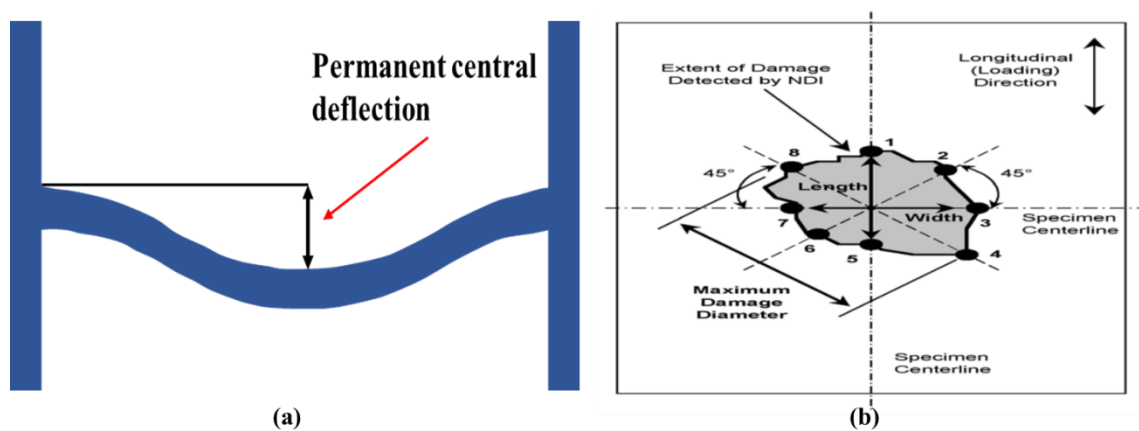 Permanent central
deflection
(a)
Extent of Damage
Detected by NDI
Longitudinal
(Loading)
Direction
1
8
2
45°
45°
Length
Width
7
3
Specimen
Centerline
6
5
4
Maximum
Damage
Diameter
Specimen
Centerline
(b)